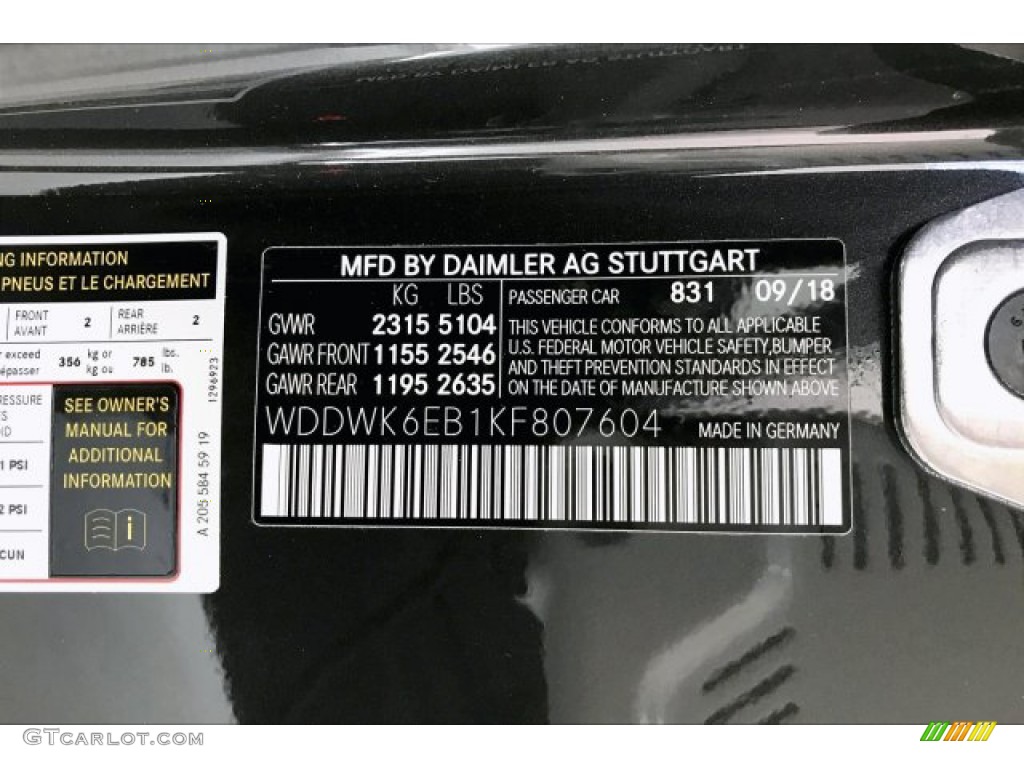 NG INFORMATION
PNEUS ET LE CHARGEMENT
FRONT AVANT 2 REAR ARRIÈRE 2
exceed 356 kg or 785 lbs.
dépasser kg ou lb.
1296923
SEE OWNER'S
MANUAL FOR
ADDITIONAL
INFORMATION
1 PSI
2 PSI
CUN
A 205 584 59 19
MFD BY DAIMLER AG STUTTGART
KG LBS
GVWR 2315 5104
GAWR FRONT 1155 2546
GAWR REAR 1195 2635
PASSENGER CAR 831 09/18
THIS VEHICLE CONFORMS TO ALL APPLICABLE
U.S. FEDERAL MOTOR VEHICLE SAFETY,BUMPER
AND THEFT PREVENTION STANDARDS IN EFFECT
ON THE DATE OF MANUFACTURE SHOWN ABOVE
WDDWK6EB1KF807604 MADE IN GERMANY
GTCarlot.com